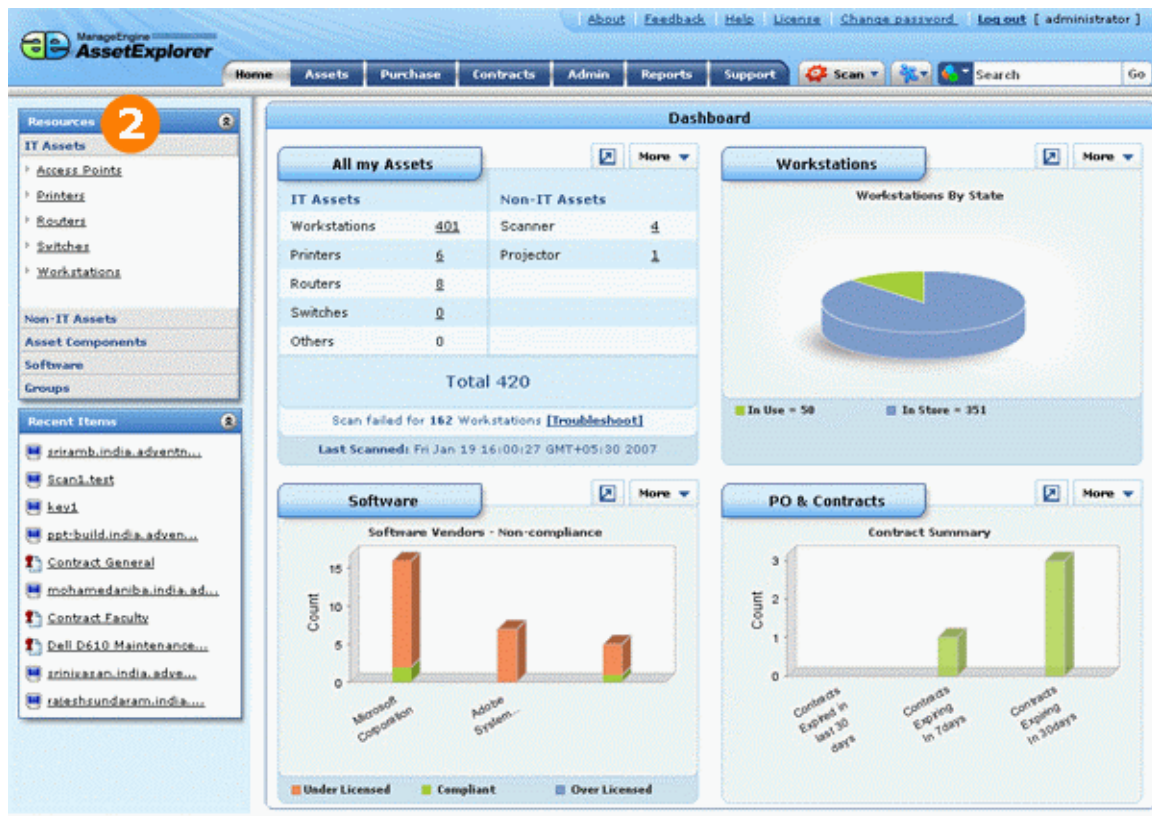 About Feedback Help License Change password Log out [ administrator ]
ManageEngine
AssetExplorer
Home Assets Purchase Contracts Admin Reports Support Scan Search Go
Resources 2
IT Assets
Access Points
Printers
Routers
Switches
Workstations
Non-IT Assets
Asset Components
Software
Groups
Recent Items
sriramb.india.adventn...
Scan1.test
key1
ppt-build.india.adven...
Contract General
mohamedaniba.india.ad...
Contract Faculty
Dell D610 Maintenance...
srinivasan.india.adve...
rajeshsundaram.india....
Dashboard
All my Assets More
IT Assets Non-IT Assets
Workstations 401 Scanner 4
Printers 6 Projector 1
Routers 8
Switches 0
Others 0
Total 420
Scan failed for 162 Workstations [Troubleshoot]
Last Scanned: Fri Jan 19 16:00:27 GMT+05:30 2007
Workstations More
Workstations By State
In Use = 50 In Store = 351
Software More
Software Vendors - Non-compliance
Count
15
10
5
0
Microsoft
Corporation
Adobe
System...
Under Licensed Compliant Over Licensed
PO & Contracts More
Contract Summary
Count
3
2
1
0
Contracts
Expired in
last 30
days
Contracts
Expiring
In 7days
Contracts
Expiring
In 30days